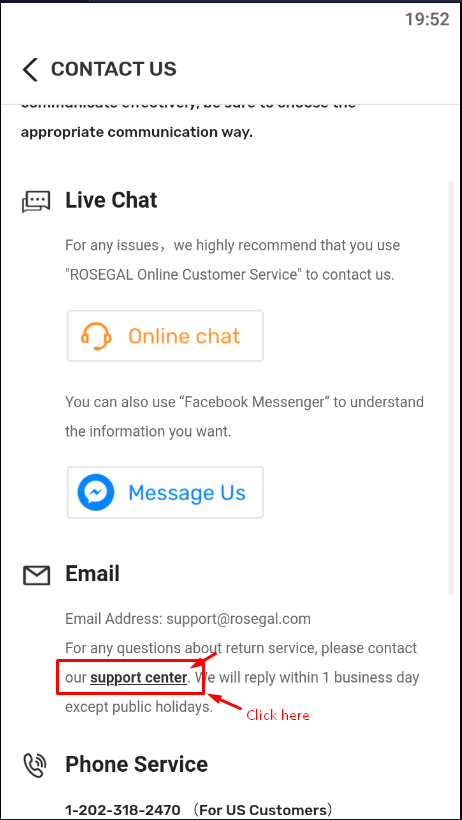 19:52
CONTACT US
communicate effectively, be sure to choose the
appropriate communication way.
Live Chat
For any issues，we highly recommend that you use
"ROSEGAL Online Customer Service" to contact us.
Online chat
You can also use “Facebook Messenger” to understand
the information you want.
Message Us
Email
Email Address: support@rosegal.com
For any questions about return service, please contact
our support center. We will reply within 1 business day
except public holidays.
Click here
Phone Service
1-202-318-2470 （For US Customers）